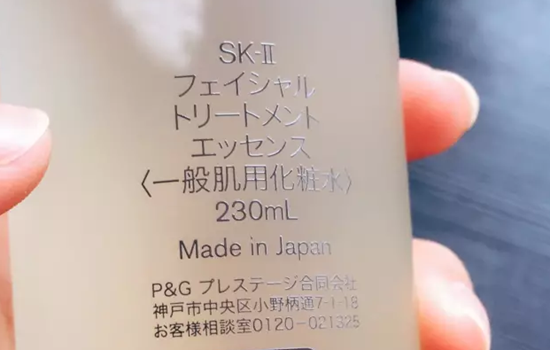 SK-II
フェイシャル
トリートメント
エッセンス
〈一般肌用化粧水〉
230mL
Made in Japan
P&G プレステージ合同会社
神戸市中央区小野柄通7-1-18
お客様相談室0120-021325